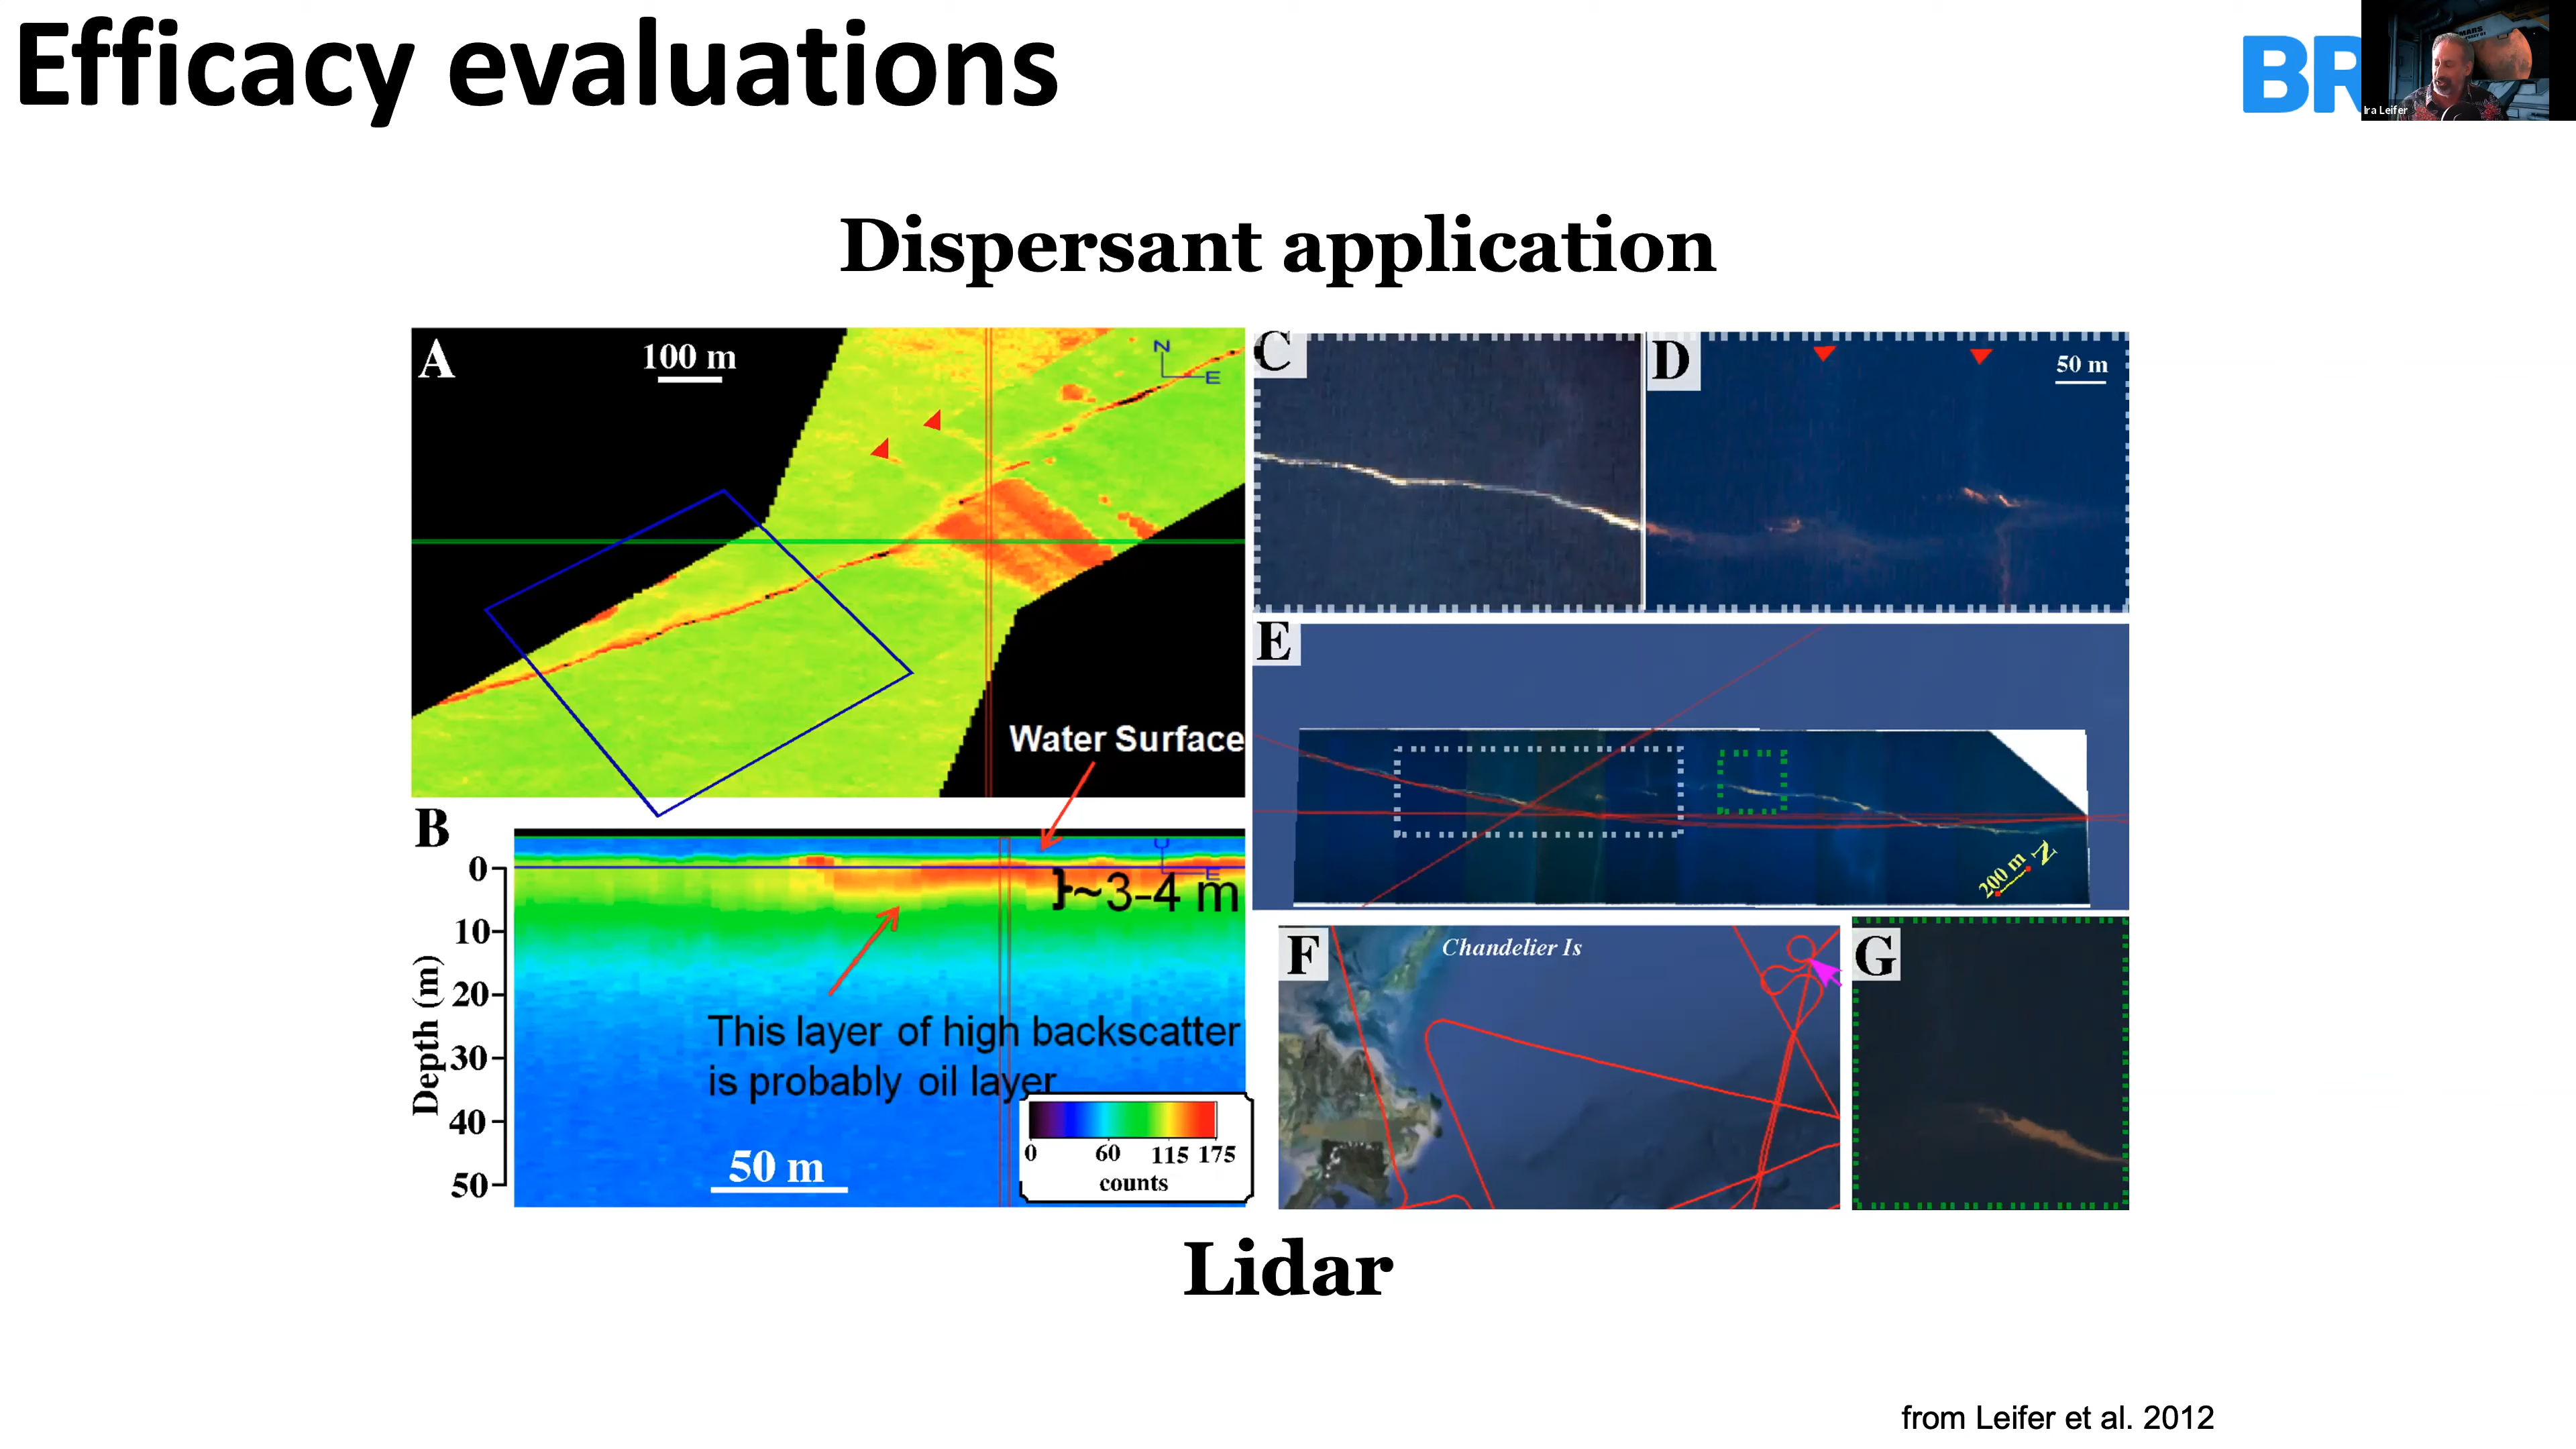 Efficacy evaluations
BR
Ira Leifer
Dispersant application
A
100 m
N
E
Water Surface
B
U
E
0
}~3-4 m
10
20
30
40
50
Depth (m)
This layer of high backscatter
is probably oil layer
50 m
0 60 115 175
counts
C
D
50 m
E
200 m
N
F
Chandelier Is
G
Lidar
from Leifer et al. 2012